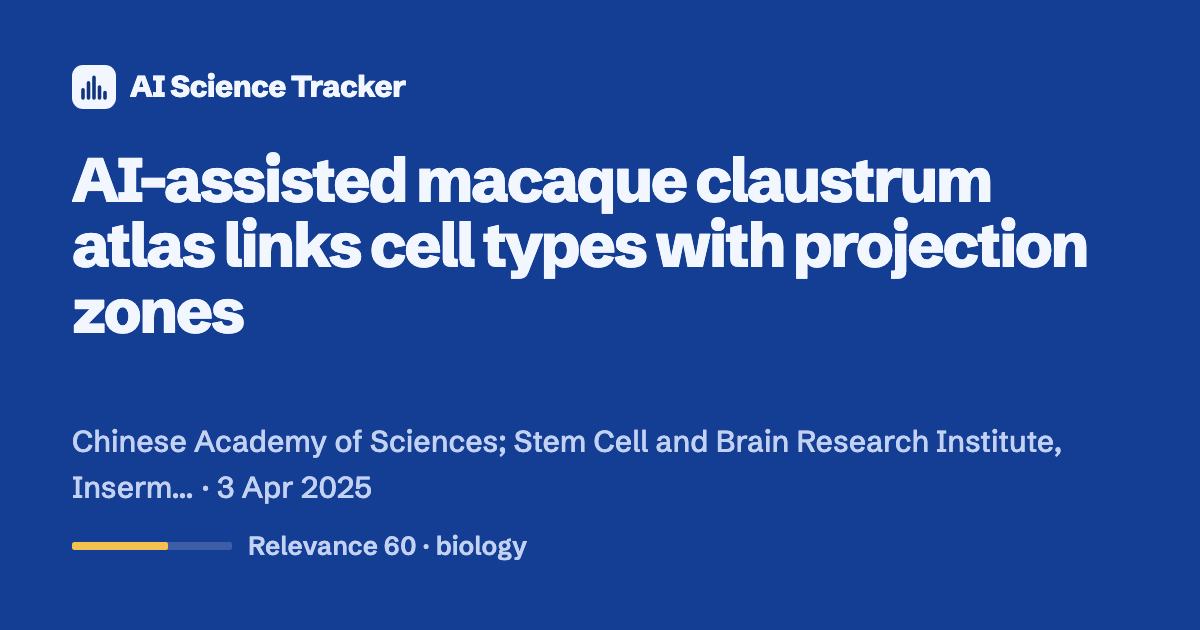 AI Science Tracker
AI-assisted macaque claustrum
atlas links cell types with projection
zones
Chinese Academy of Sciences; Stem Cell and Brain Research Institute,
Inserm... · 3 Apr 2025
Relevance 60 · biology